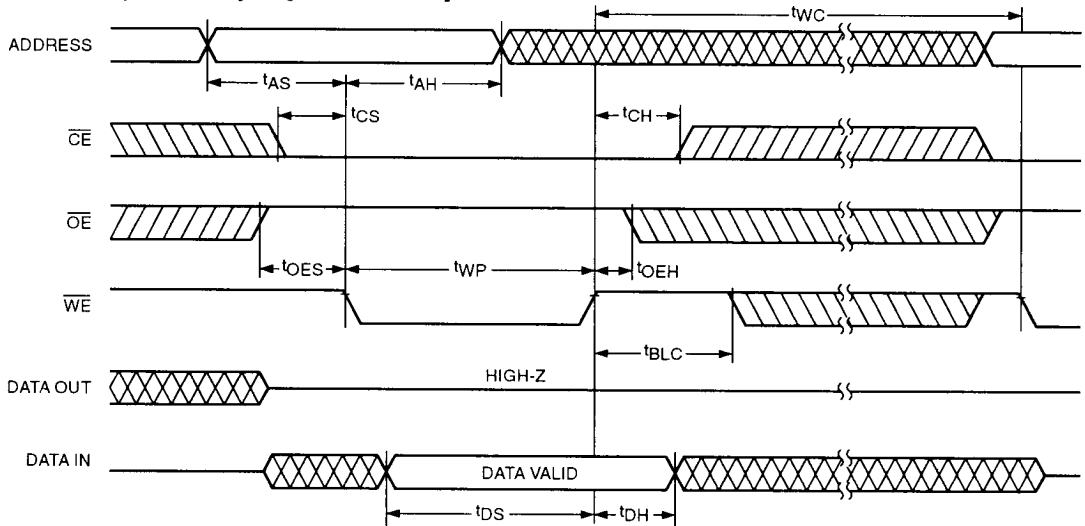 tWC
ADDRESS
tAS
tAH
tCS
tCH
CE
OE
tOES
tWP
tOEH
WE
tBLC
HIGH-Z
DATA OUT
DATA IN
DATA VALID
tDS
tDH